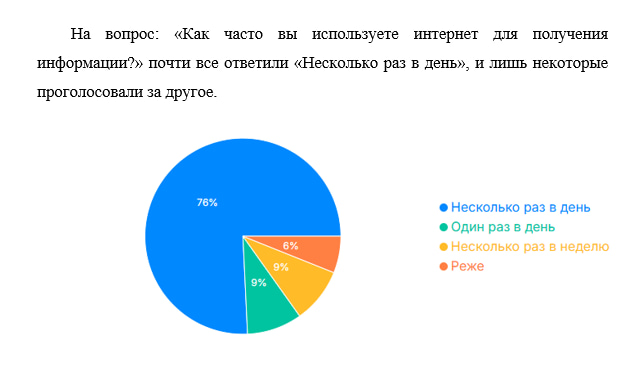 На вопрос: «Как часто вы используете интернет для получения
информации?» почти все ответили «Несколько раз в день», и лишь некоторые
проголосовали за другое.
76%
6%
9%
9%
Несколько раз в день
Один раз в день
Несколько раз в неделю
Реже